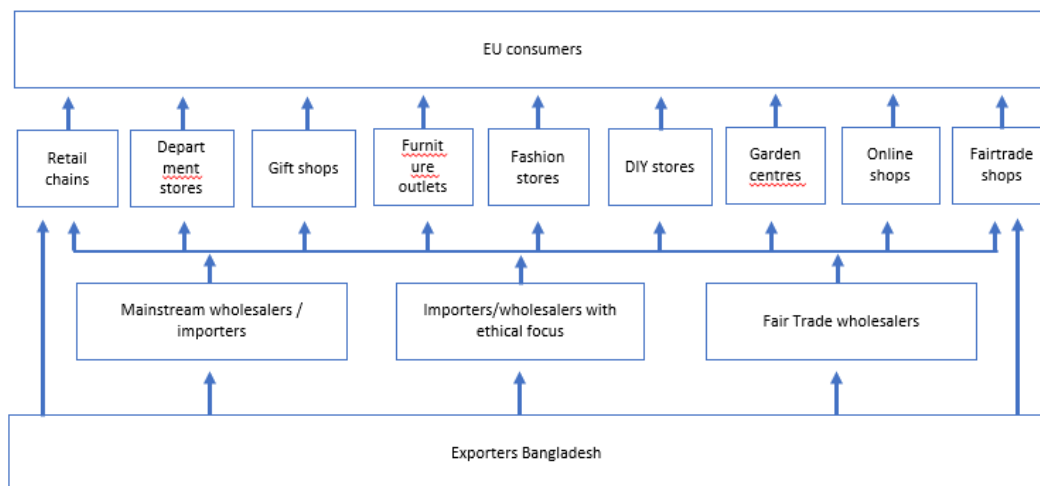 EU consumers
Retail
chains
Depart
ment
stores
Gift shops
Furnit
ure
outlets
Fashion
stores
DIY stores
Garden
centres
Online
shops
Fairtrade
shops
Mainstream wholesalers /
importers
Importers/wholesalers with
ethical focus
Fair Trade wholesalers
Exporters Bangladesh